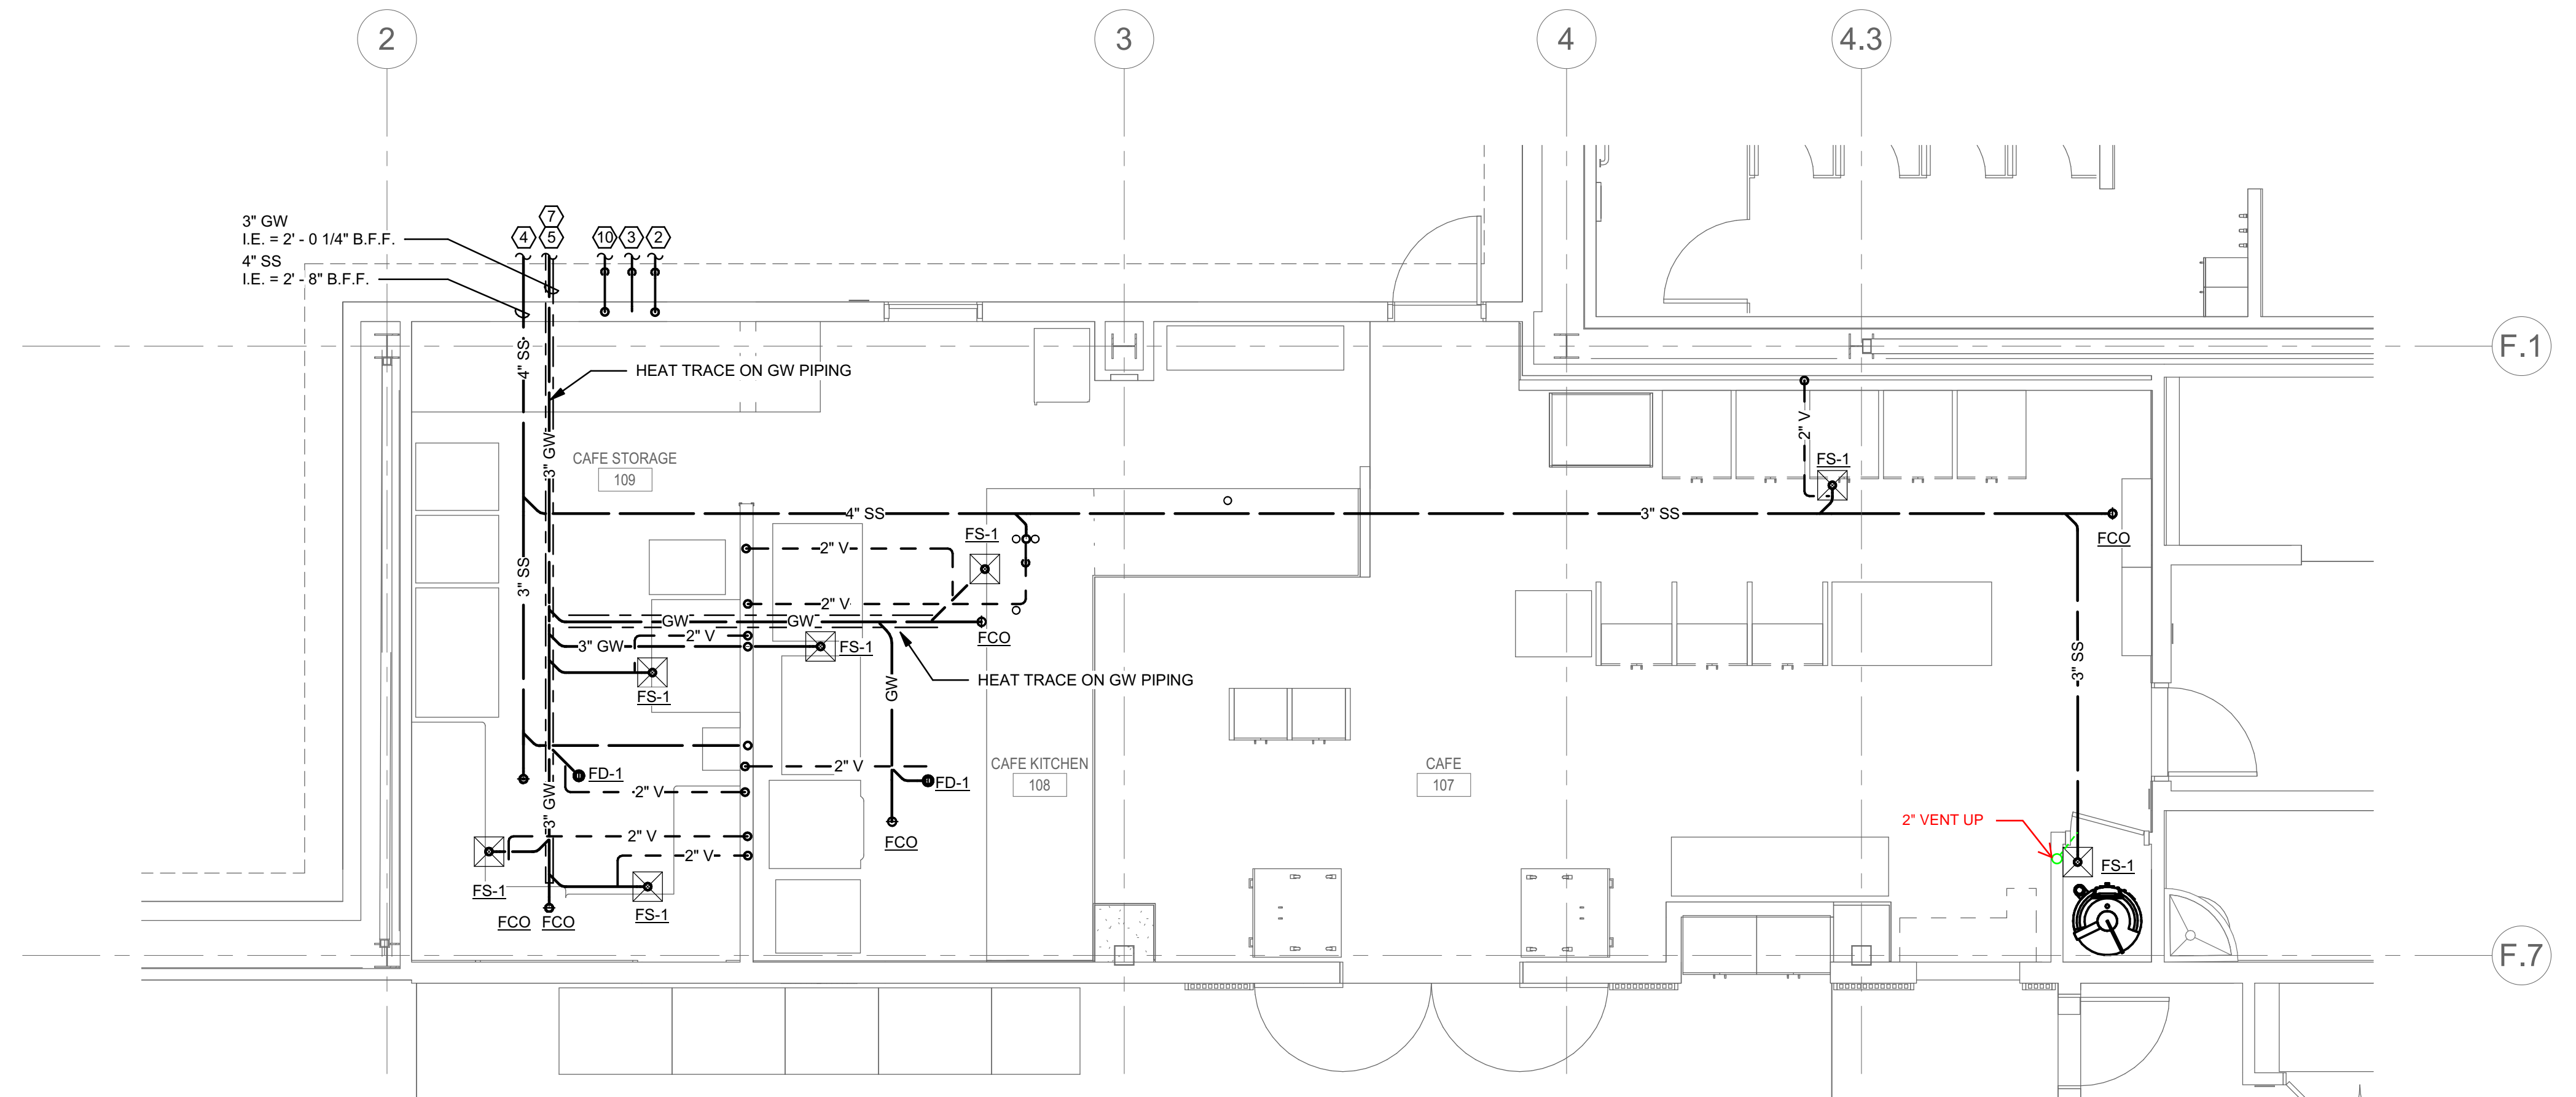 2
3
4
4.3
3" GW
I.E. = 2' - 0 1/4" B.F.F.
4" SS
I.E. = 2' - 8" B.F.F.
7
4
5
10
3
2
F.1
4" SS
HEAT TRACE ON GW PIPING
3" GW
CAFE STORAGE
109
2" V
FS-1
4" SS
3" SS
FS-1
FCO
2" V
3" SS
2" V
GW
GW
FCO
2" V
3" GW
FS-1
FS-1
HEAT TRACE ON GW PIPING
GW
3" SS
CAFE KITCHEN
108
CAFE
107
2" V
FD-1
FD-1
2" V
3" GW
2" VENT UP
2" V
FCO
2" V
FS-1
FS-1
FS-1
FCO
FCO
F.7